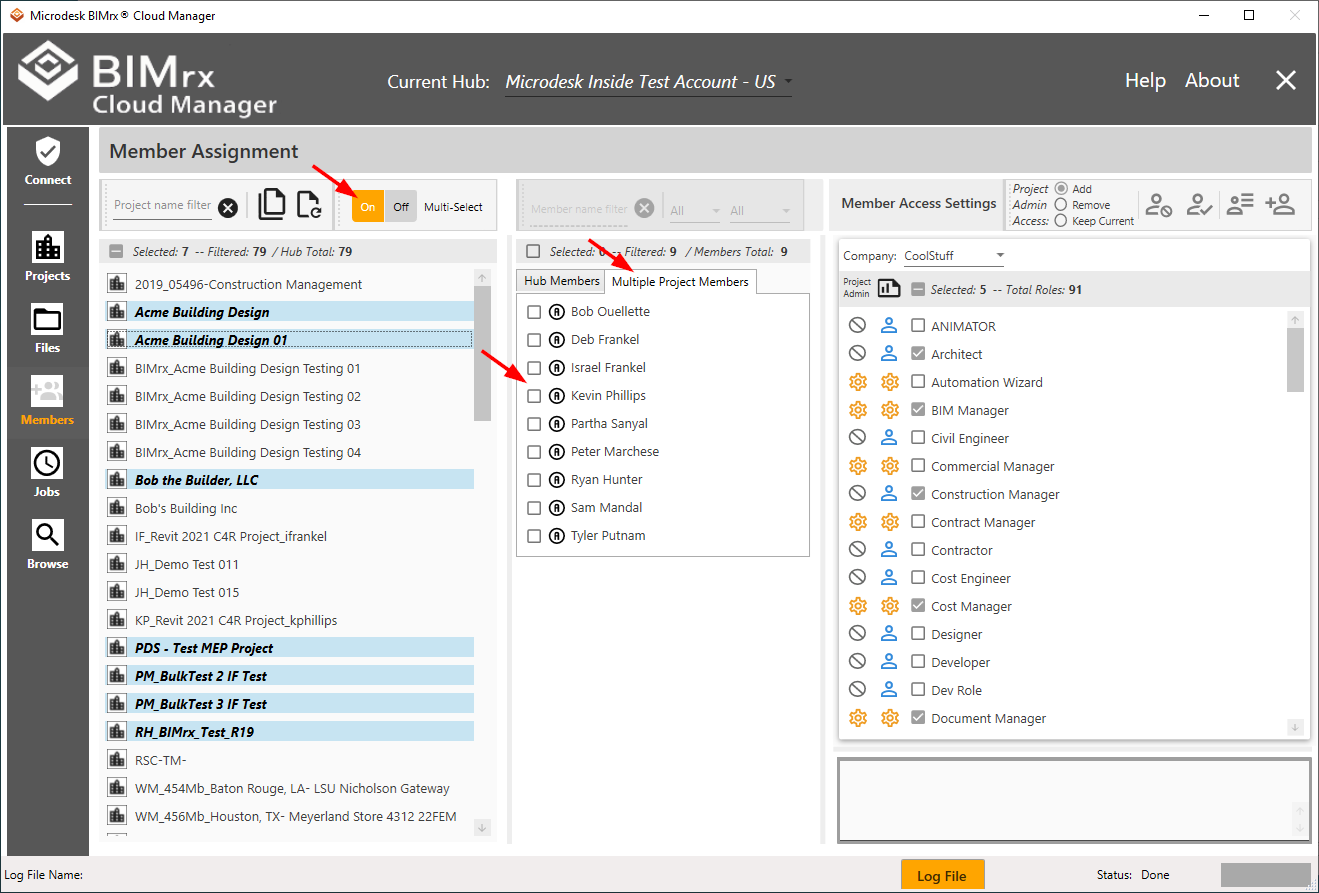 Microdesk BIMrx® Cloud Manager
BIMrx
Cloud Manager
Current Hub: Microdesk Inside Test Account - US
Help About
Connect
Projects
Files
Members
Jobs
Browse
Member Assignment
Project name filter
On Off Multi-Select
Selected: 7 -- Filtered: 79 / Hub Total: 79
2019_05496-Construction Management
Acme Building Design
Acme Building Design 01
BIMrx_Acme Building Design Testing 01
BIMrx_Acme Building Design Testing 02
BIMrx_Acme Building Design Testing 03
BIMrx_Acme Building Design Testing 04
Bob the Builder, LLC
Bob's Building Inc
IF_Revit 2021 C4R Project_ifrankel
JH_Demo Test 011
JH_Demo Test 015
KP_Revit 2021 C4R Project_kphillips
PDS - Test MEP Project
PM_BulkTest 2 IF Test
PM_BulkTest 3 IF Test
RH_BIMrx_Test_R19
RSC-TM-
WM_454Mb_Baton Rouge, LA- LSU Nicholson Gateway
WM_456Mb_Houston, TX- Meyerland Store 4312 22FEM
Member name filter All All
Selected: 0 -- Filtered: 9 / Members Total: 9
Hub Members Multiple Project Members
Bob Ouellette
Deb Frankel
Israel Frankel
Kevin Phillips
Partha Sanyal
Peter Marchese
Ryan Hunter
Sam Mandal
Tyler Putnam
Member Access Settings
Project Admin Access:
Add
Remove
Keep Current
Company: CoolStuff
Project Admin
Selected: 5 -- Total Roles: 91
ANIMATOR
Architect
Automation Wizard
BIM Manager
Civil Engineer
Commercial Manager
Construction Manager
Contract Manager
Contractor
Cost Engineer
Cost Manager
Designer
Developer
Dev Role
Document Manager
Log File Name:
Log File
Status: Done